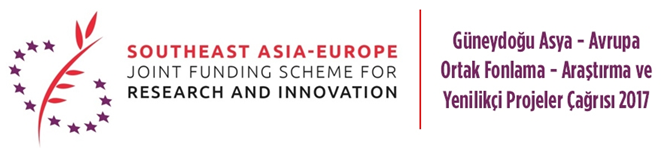 SOUTHEAST ASIA-EUROPE
JOINT FUNDING SCHEME FOR
RESEARCH AND INNOVATION
Güneydoğu Asya - Avrupa
Ortak Fonlama - Araştırma ve
Yenilikçi Projeler Çağrısı 2017